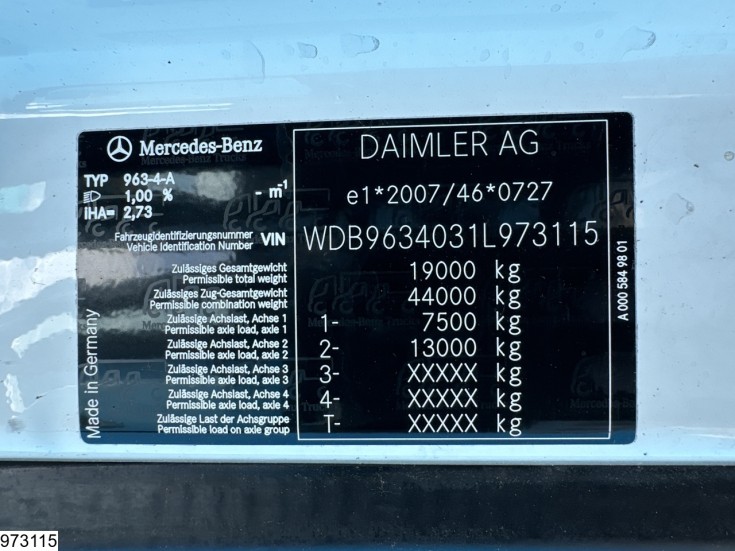 Mercedes-Benz
DAIMLER AG
TYP 963-4-A
1,00 % - m-1
IHA= 2,73
e1*2007/46*0727
Fahrzeugidentifizierungsnummer
Vehicle Identification Number VIN WDB9634031L973115
Zulässiges Gesamtgewicht
Permissible total weight 19000 kg
Zulässiges Zug-Gesamtgewicht
Permissible combination weight 44000 kg
Zulässige Achslast, Achse 1
Permissible axle load, axle 1 1- 7500 kg
Zulässige Achslast, Achse 2
Permissible axle load, axle 2 2- 13000 kg
Zulässige Achslast, Achse 3
Permissible axle load, axle 3 3- XXXXX kg
Zulässige Achslast, Achse 4
Permissible axle load, axle 4 4- XXXXX kg
Zulässige Last der Achsgruppe
Permissible load on axle group T- XXXXX kg
Made in Germany
A 000 584 98 01
973115